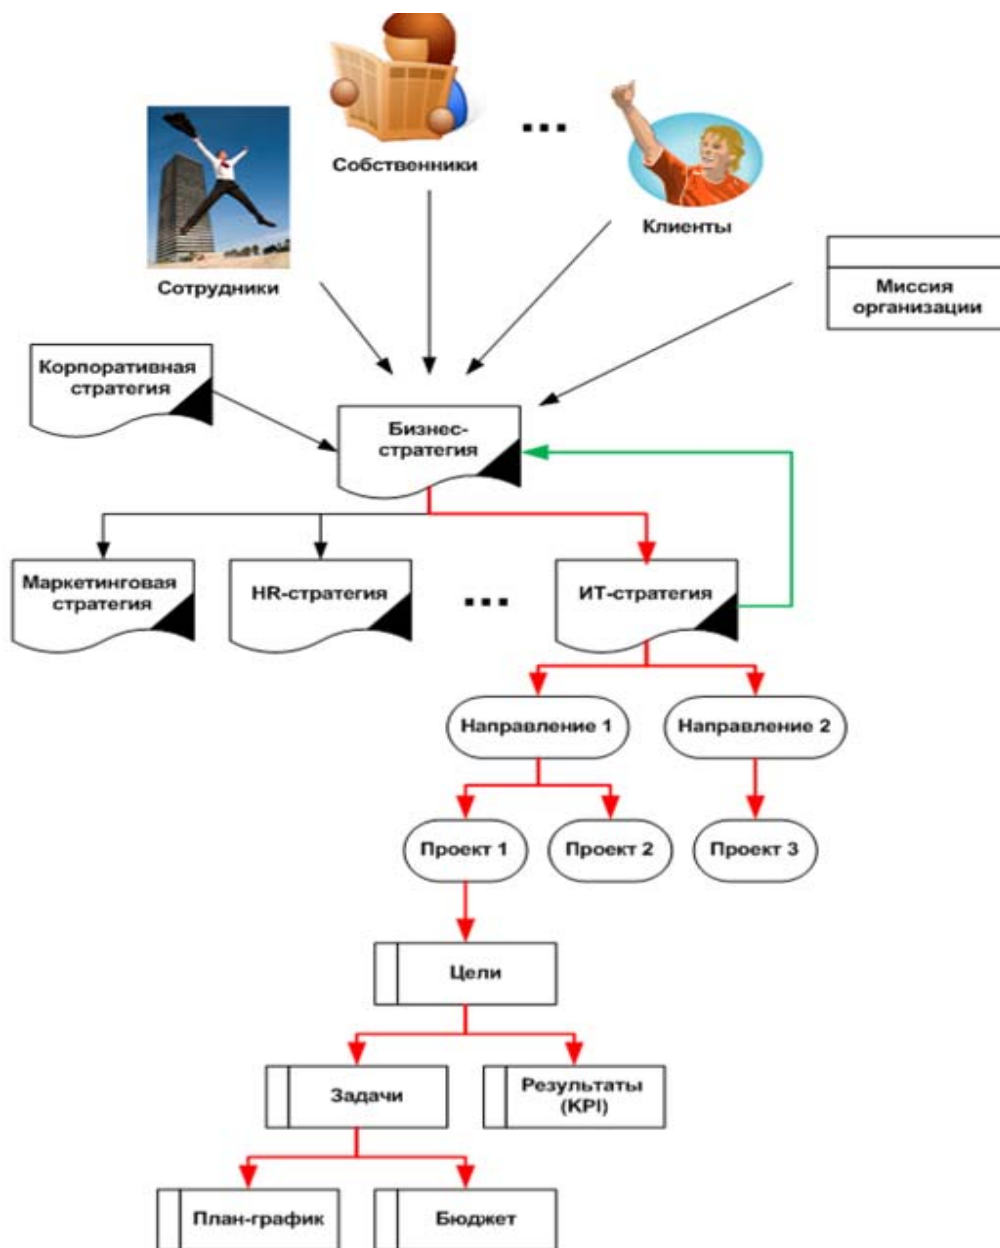 Собственники
...
Клиенты
Сотрудники
Миссия
организации
Корпоративная
стратегия
Бизнес-
стратегия
Маркетинговая
стратегия
HR-стратегия
...
ИТ-стратегия
Направление 1
Направление 2
Проект 1
Проект 2
Проект 3
Цели
Задачи
Результаты
(KPI)
План-график
Бюджет